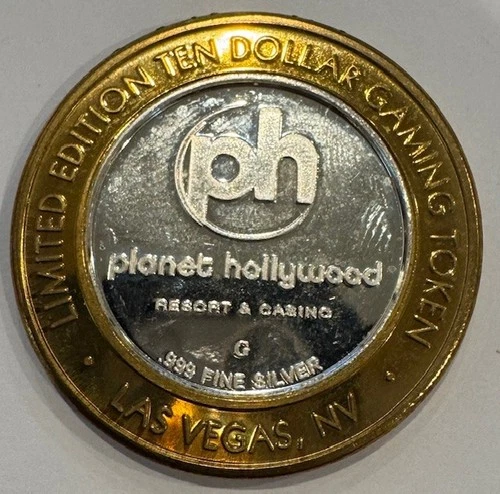 LIMITED EDITION TEN DOLLAR GAMING TOKEN
ph
planet hollywood
RESORT & CASINO
G
.999 FINE SILVER
• LAS VEGAS, NV •